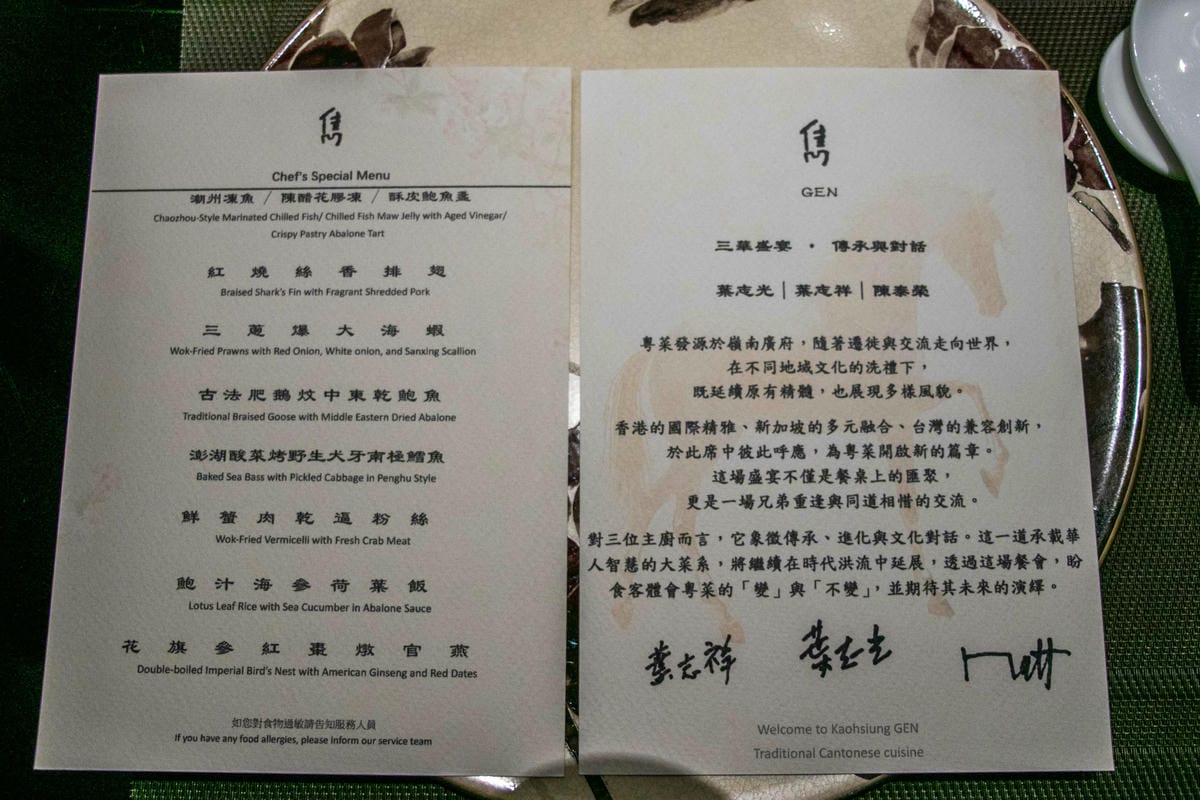 雋
Chef's Special Menu
潮州凍魚 / 陳醋花膠凍 / 酥皮鮑魚盞
Chaozhou-Style Marinated Chilled Fish/ Chilled Fish Maw Jelly with Aged Vinegar/
Crispy Pastry Abalone Tart
紅燒絲香排翅
Braised Shark's Fin with Fragrant Shredded Pork
三蔥爆大海蝦
Wok-Fried Prawns with Red Onion, White onion, and Sanxing Scallion
古法肥鵝炆中東乾鮑魚
Traditional Braised Goose with Middle Eastern Dried Abalone
澎湖酸菜烤野生犬牙南極鱈魚
Baked Sea Bass with Pickled Cabbage in Penghu Style
鮮蟹肉乾逼粉絲
Wok-Fried Vermicelli with Fresh Crab Meat
鮑汁海參荷葉飯
Lotus Leaf Rice with Sea Cucumber in Abalone Sauce
花旗參紅棗燉官燕
Double-boiled Imperial Bird's Nest with American Ginseng and Red Dates
如您對食物過敏請告知服務人員
If you have any food allergies, please inform our service team
雋
GEN
三華盛宴 · 傳承與對話
葉志光｜葉志祥｜陳泰榮
粵菜發源於嶺南廣府，隨著遷徙與交流走向世界，
在不同地域文化的洗禮下，
既延續原有精髓，也展現多樣風貌。
香港的國際精雅、新加坡的多元融合、台灣的兼容創新，
於此席中彼此呼應，為粵菜開啟新的篇章。
這場盛宴不僅是餐桌上的匯聚，
更是一場兄弟重逢與同道相惜的交流。
對三位主廚而言，它象徵傳承、進化與文化對話。這一道承載華
人智慧的大菜系，將繼續在時代洪流中延展，透過這場餐會，盼
食客體會粵菜的「變」與「不變」，並期待其未來的演繹。
葉志祥 葉志光
Welcome to Kaohsiung GEN
Traditional Cantonese cuisine